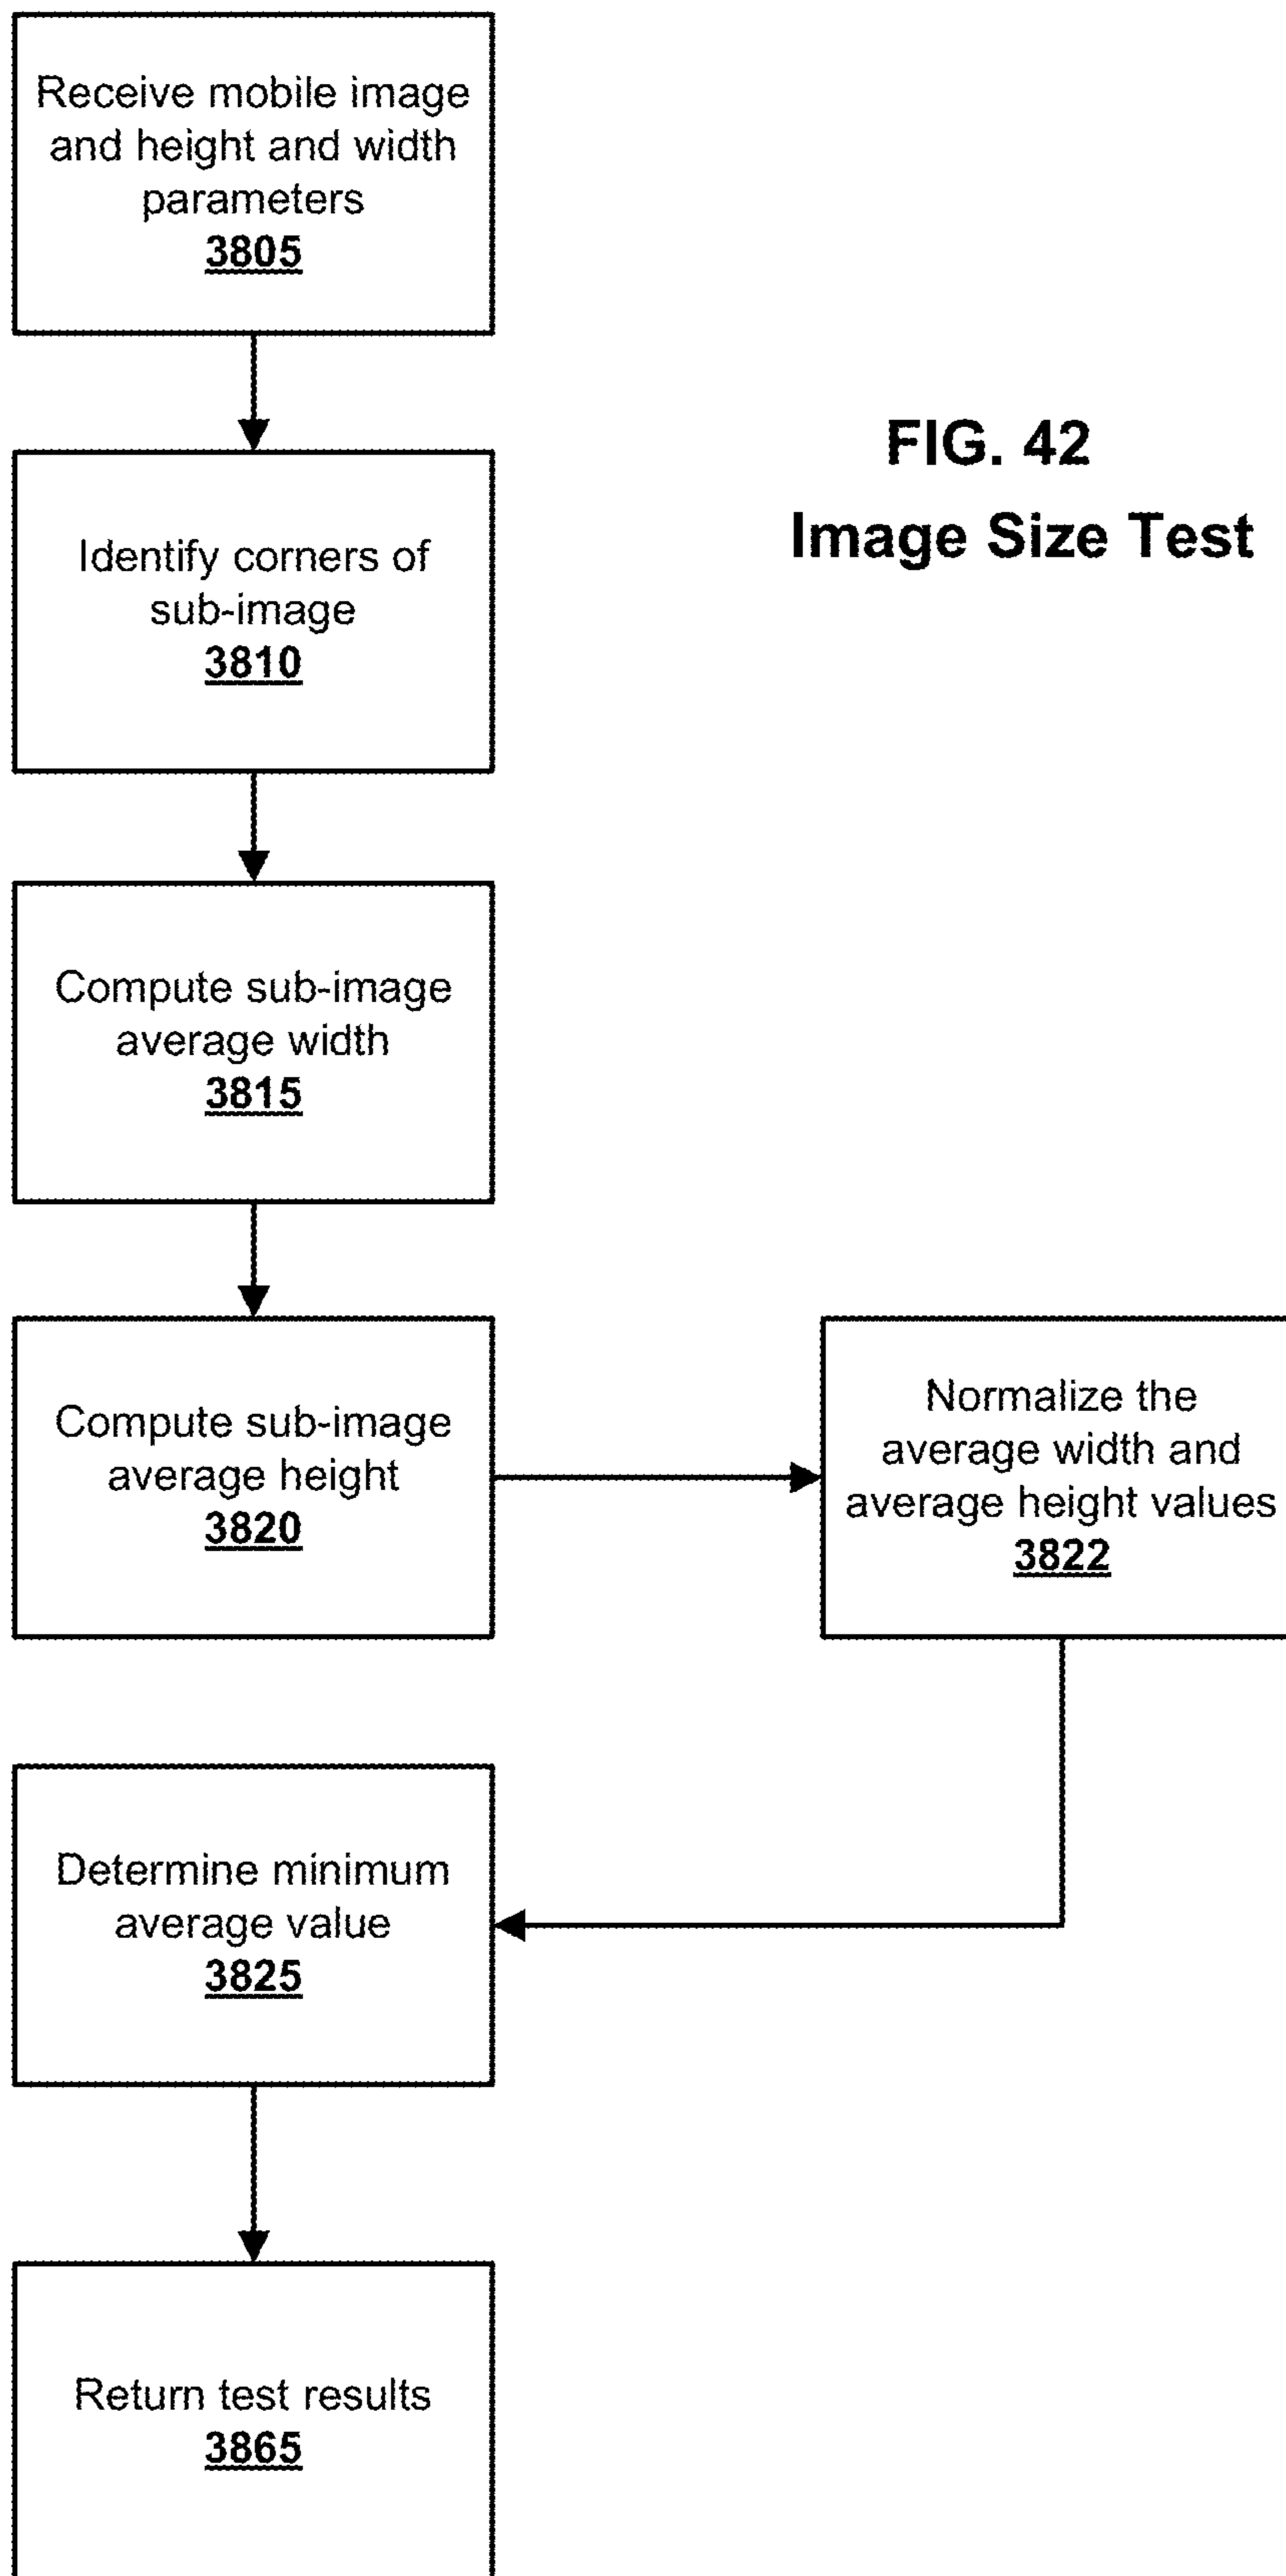 Receive mobile image
and height and width
parameters
3805
FIG. 42
Image Size Test
Identify corners of
sub-image
3810
Compute sub-image
average width
3815
Compute sub-image
average height
3820
Normalize the
average width and
average height values
3822
Determine minimum
average value
3825
Return test results
3865